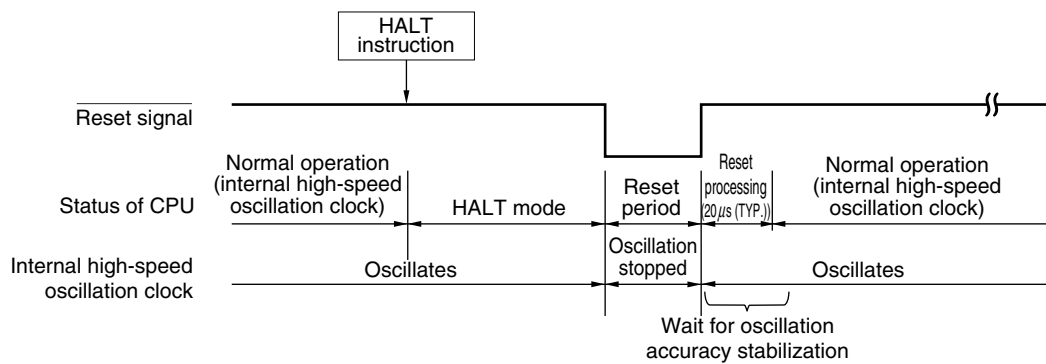 HALT
instruction
Reset signal
Normal operation
(internal high-speed
oscillation clock)
Status of CPU
HALT mode
Reset
period
Reset
processing
(20 μs (TYP.))
Normal operation
(internal high-speed
oscillation clock)
Internal high-speed
oscillation clock
Oscillates
Oscillation
stopped
Oscillates
Wait for oscillation
accuracy stabilization